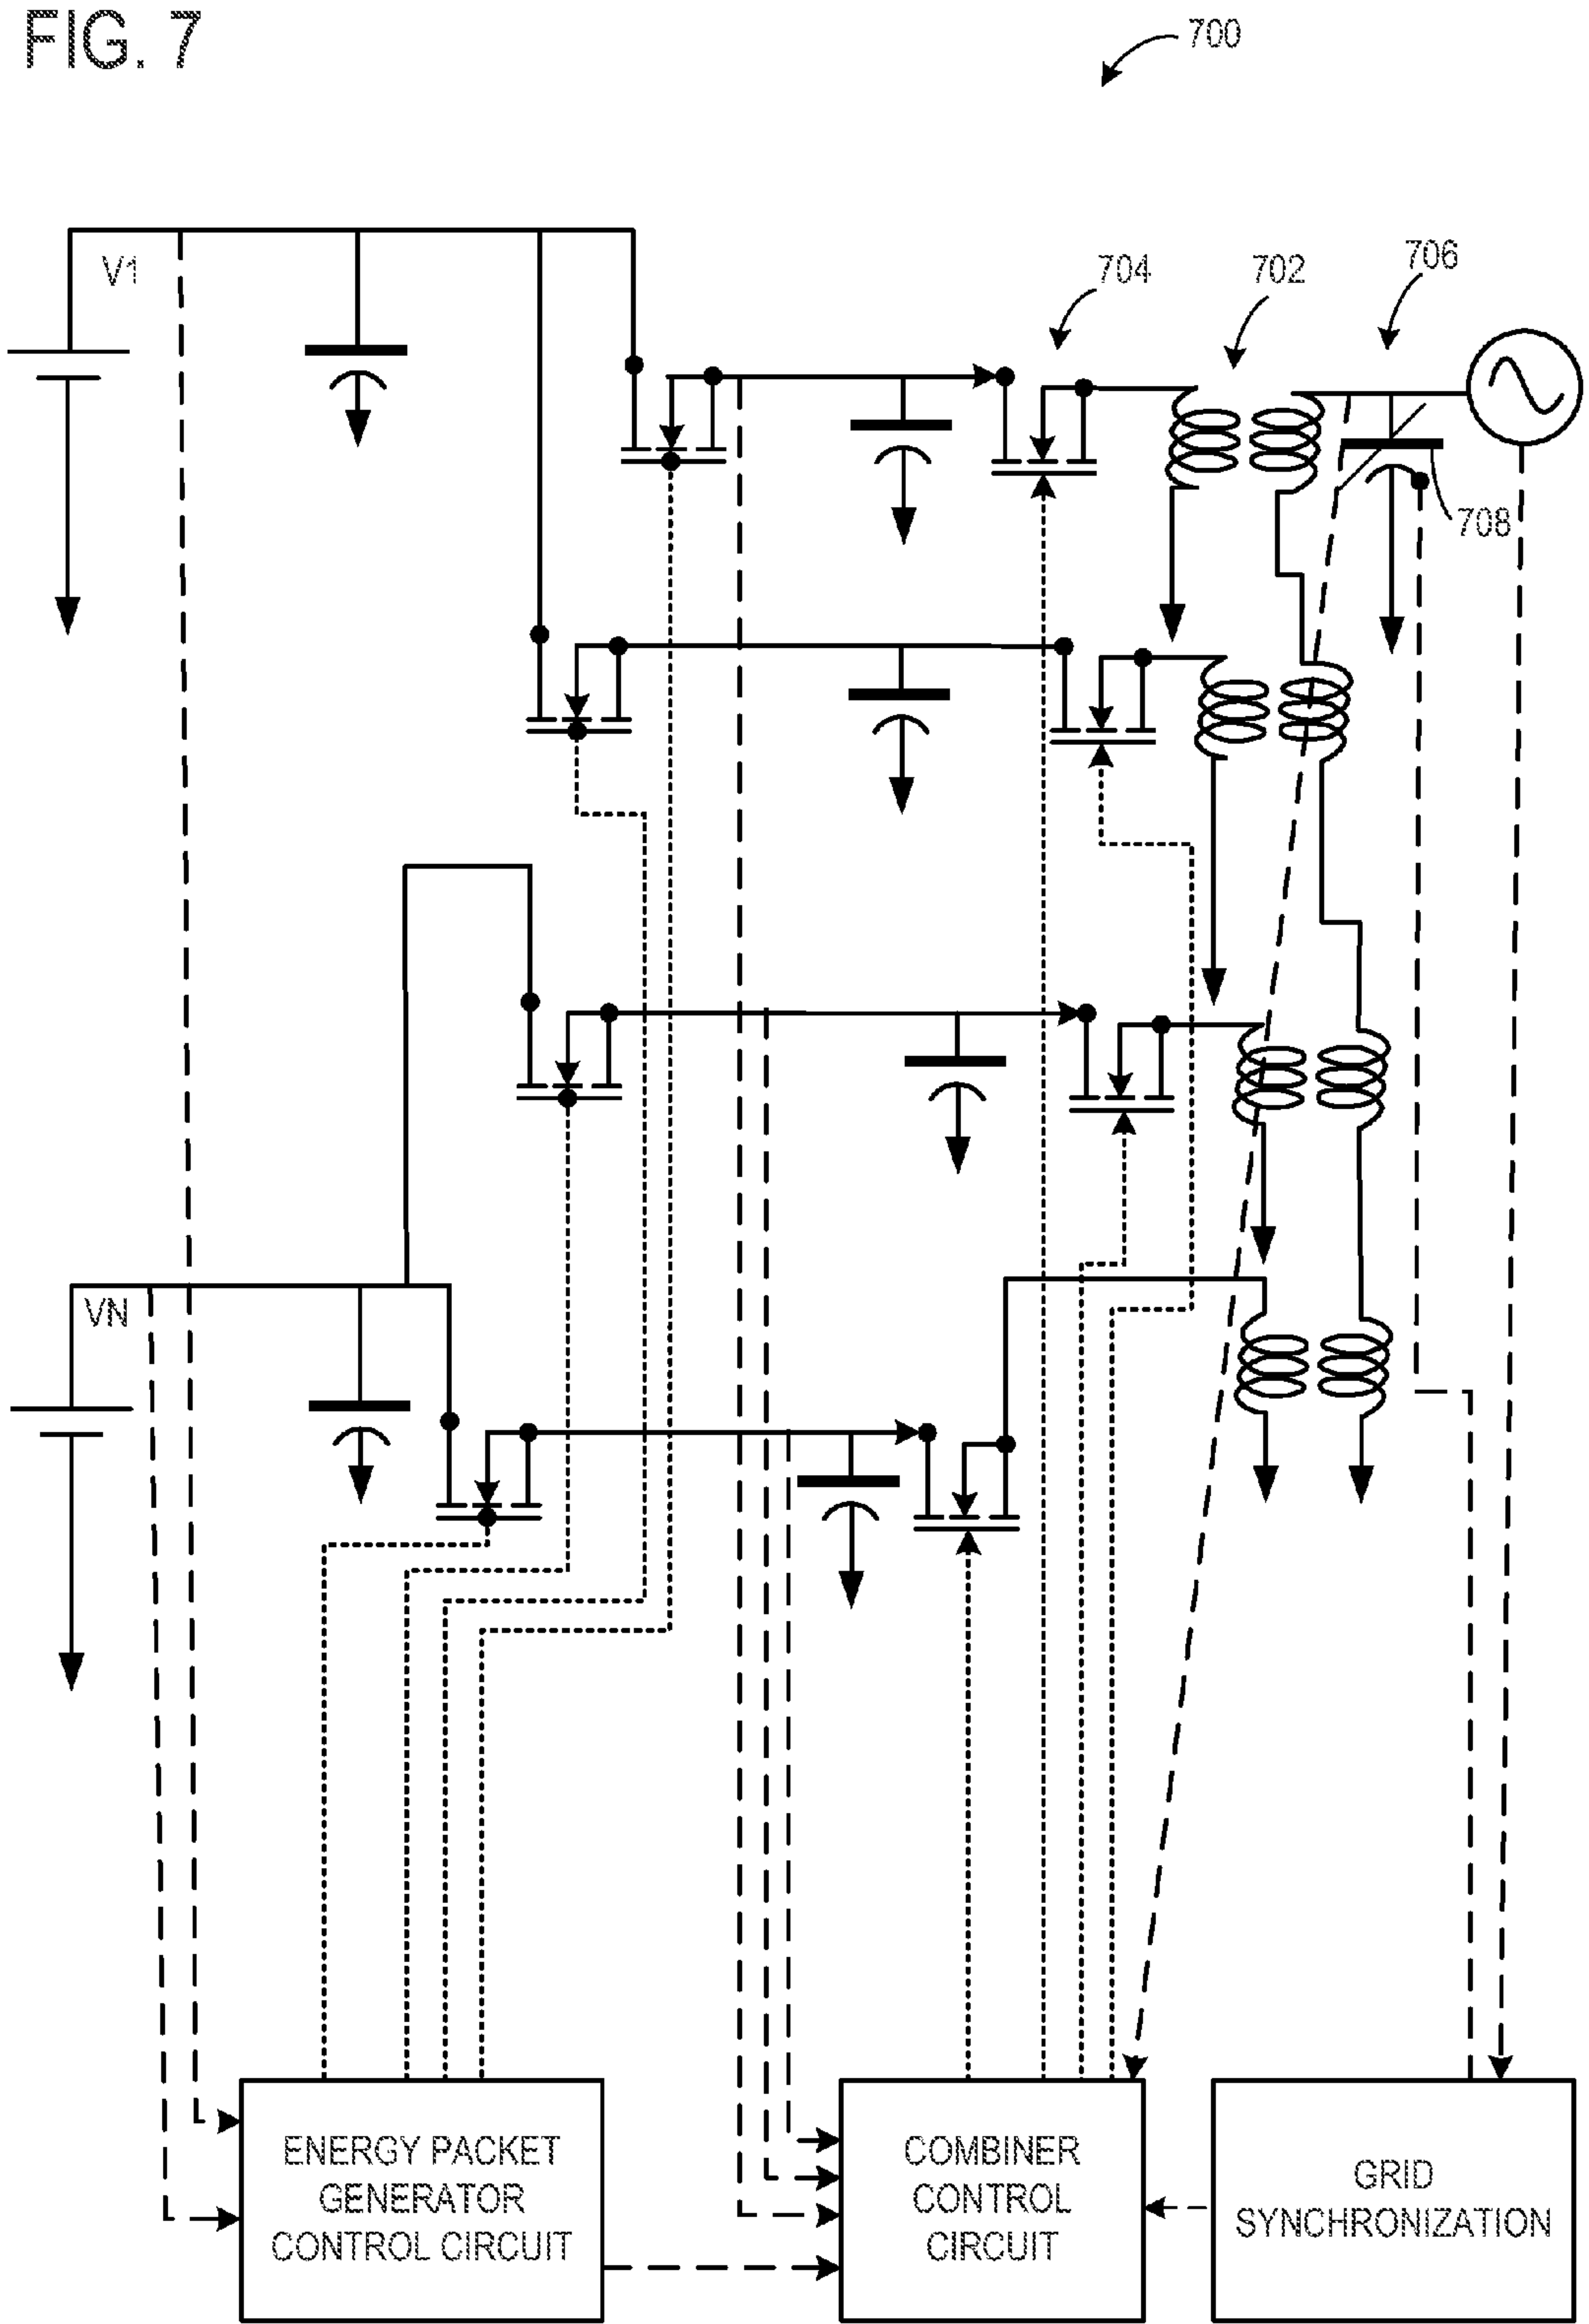 FIG. 7
700
V1
704
702
706
708
VN
ENERGY PACKET
GENERATOR
CONTROL CIRCUIT
COMBINER
CONTROL
CIRCUIT
GRID
SYNCHRONIZATION